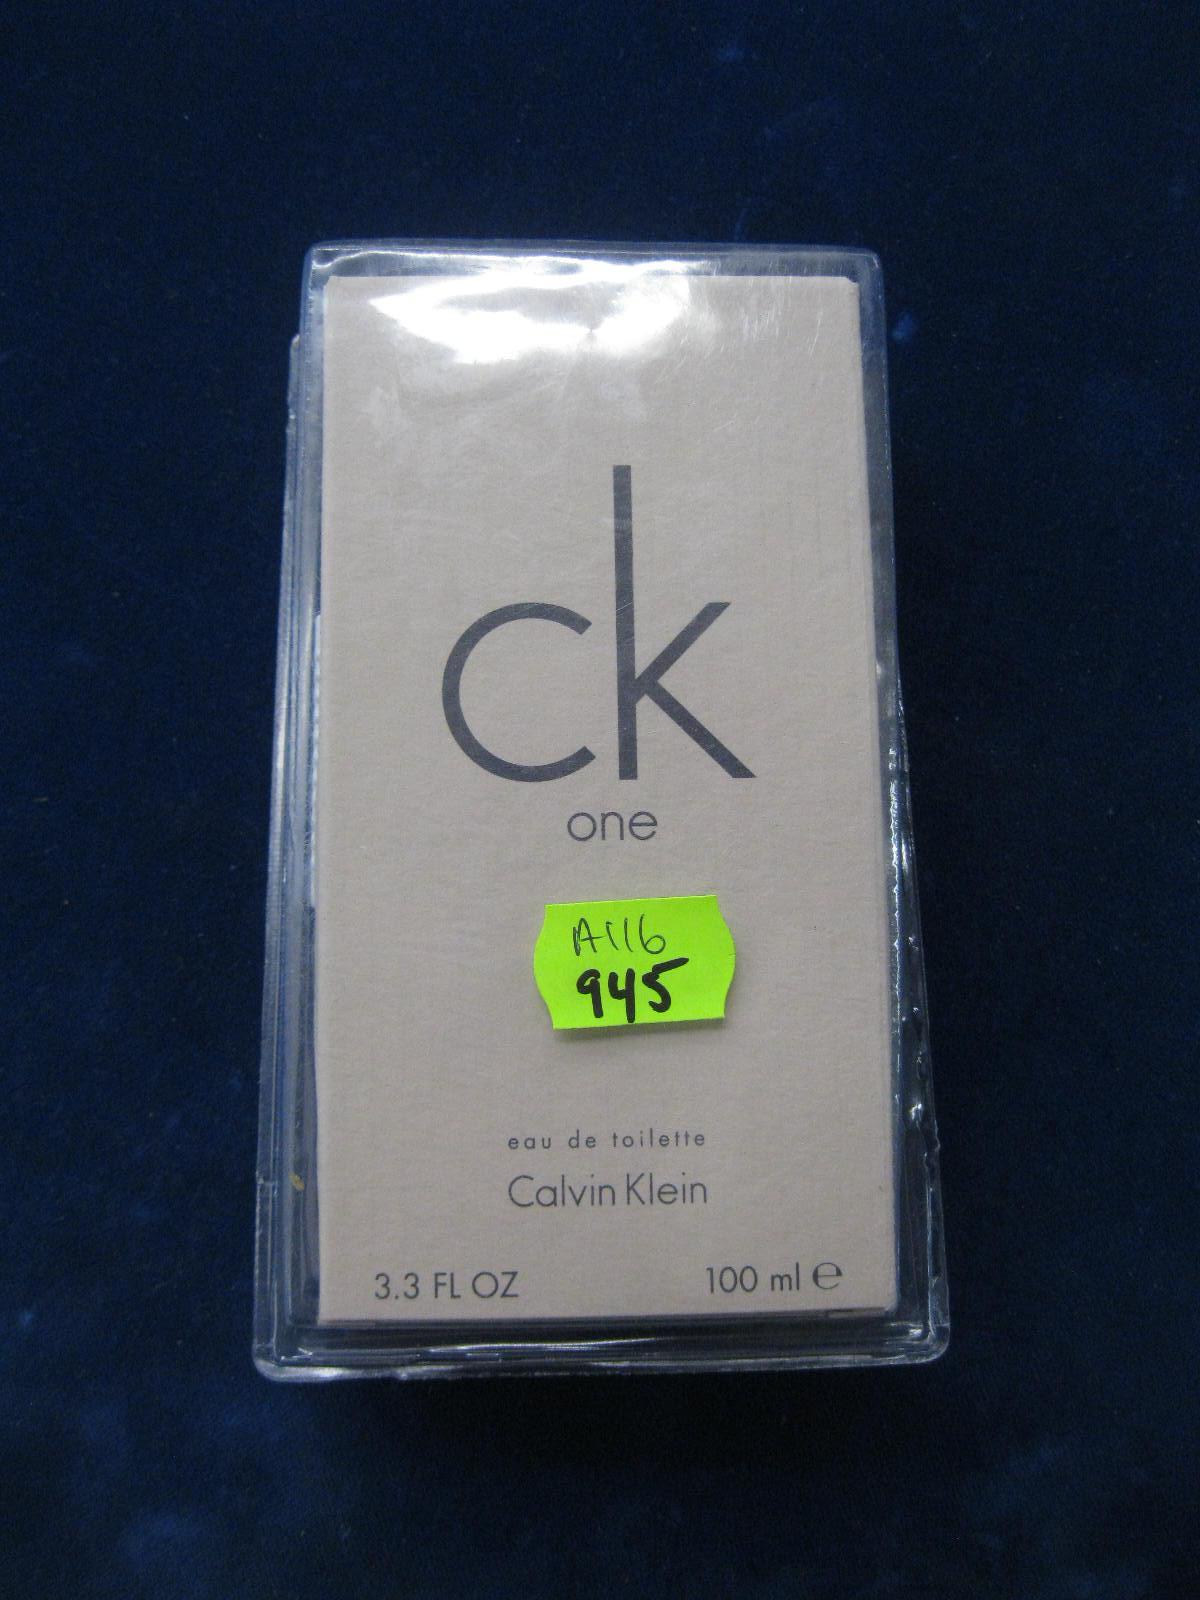 ck
one
A116
945
eau de toilette
Calvin Klein
3.3 FL OZ 100 ml ℮